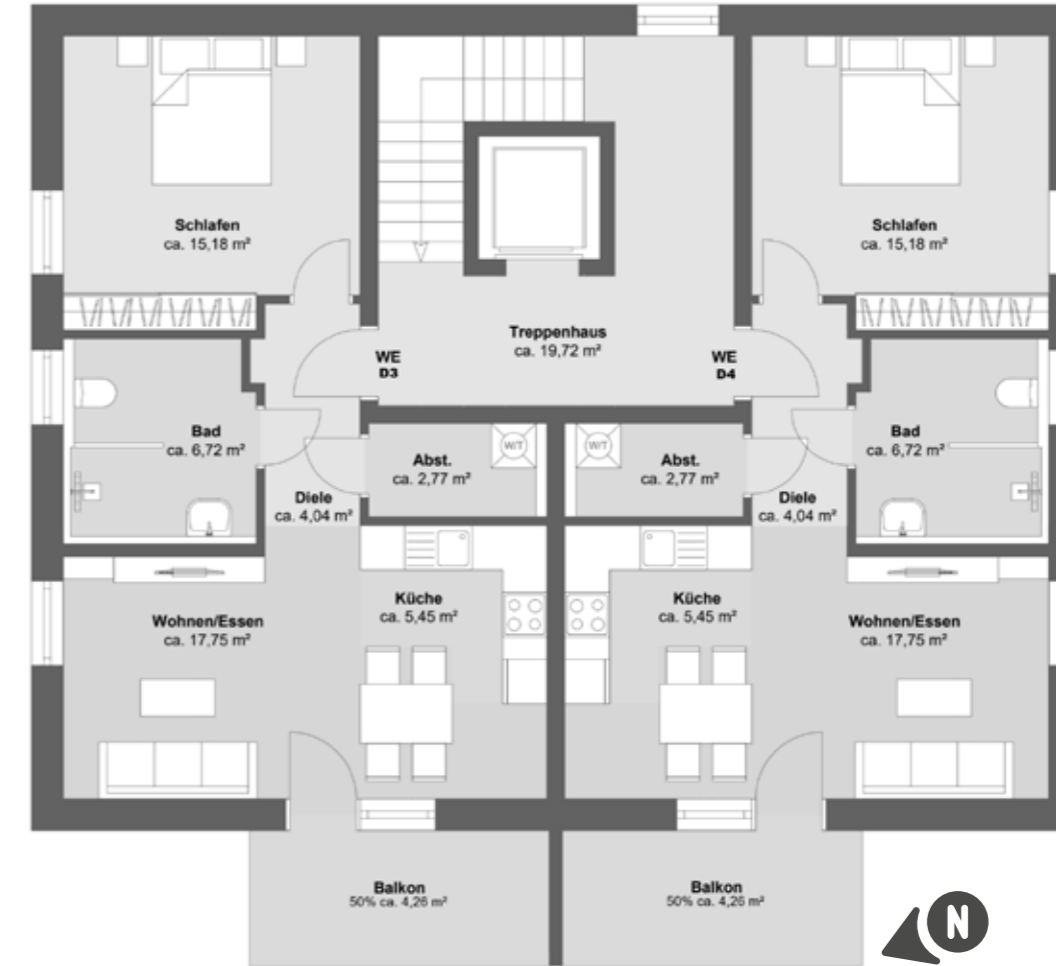 Schlafen
ca. 15,18 m²
Schlafen
ca. 15,18 m²
Treppenhaus
ca. 19,72 m²
WE
D3
WE
D4
Bad
ca. 6,72 m²
Abst.
ca. 2,77 m²
W/T
W/T
Abst.
ca. 2,77 m²
Bad
ca. 6,72 m²
Diele
ca. 4,04 m²
Diele
ca. 4,04 m²
Wohnen/Essen
ca. 17,75 m²
Küche
ca. 5,45 m²
Küche
ca. 5,45 m²
Wohnen/Essen
ca. 17,75 m²
Balkon
50% ca. 4,26 m²
Balkon
50% ca. 4,26 m²
N